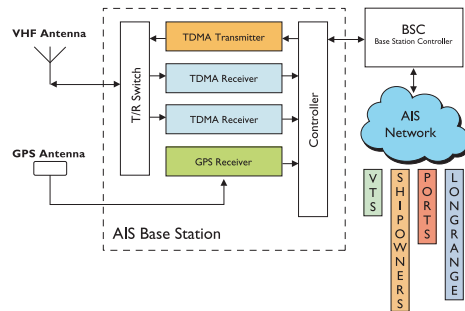 VHF Antenna
GPS Antenna
T/R Switch
TDMA Transmitter
TDMA Receiver
TDMA Receiver
GPS Receiver
Controller
AIS Base Station
BSC
Base Station Controller
AIS
Network
VTS
SHIPOWNERS
PORTS
LONGRANGE